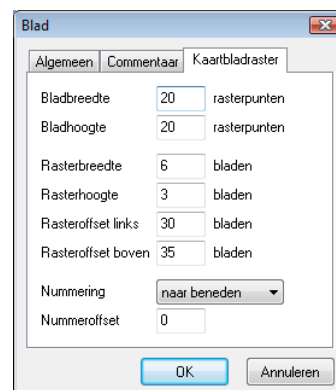 Blad
Algemeen Commentaar Kaartbladraster
Bladbreedte 20 rasterpunten
Bladhoogte 20 rasterpunten
Rasterbreedte 6 bladen
Rasterhoogte 3 bladen
Rasteroffset links 30 bladen
Rasteroffset boven 35 bladen
Nummering naar beneden
Nummeroffset 0
OK Annuleren